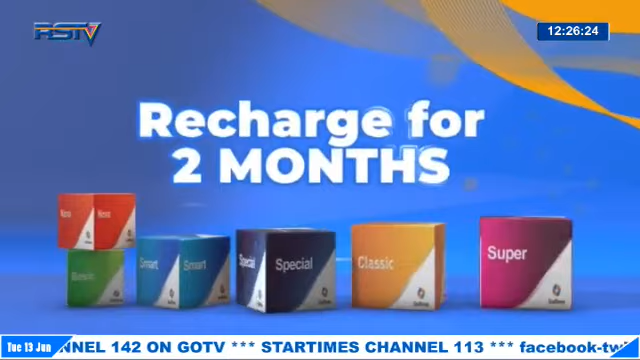 RSTV
12:26:24
Recharge for
2 MONTHS
Nova Nova
Basic
Smart Smart
Special Special
Classic
Super
Tue 13 Jun
NNEL 142 ON GOTV *** STARTIMES CHANNEL 113 *** facebook-twi